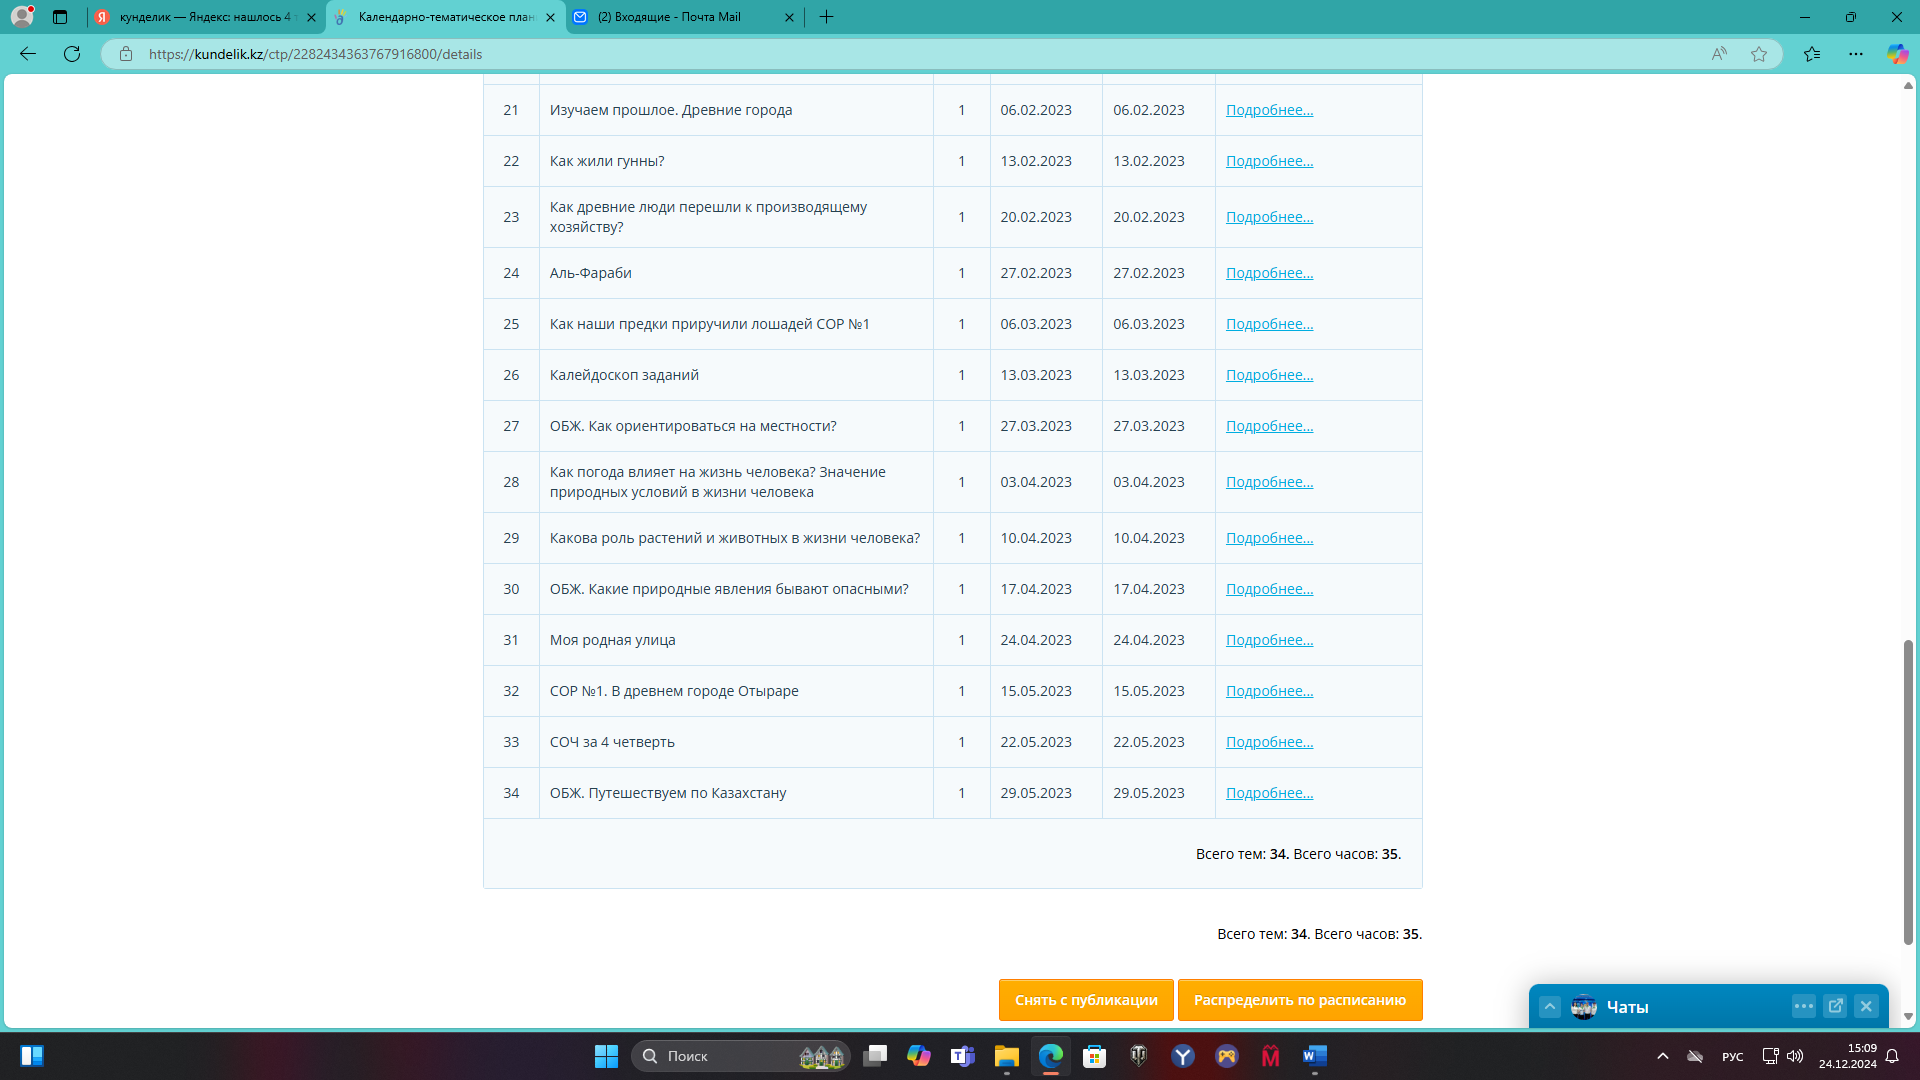 кунделик — Яндекс: нашлось 4 т
Календарно-тематическое план
(2) Входящие - Почта Mail
https://kundelik.kz/ctp/2282434363767916800/details
21 Изучаем прошлое. Древние города 1 06.02.2023 06.02.2023 Подробнее...
22 Как жили гунны? 1 13.02.2023 13.02.2023 Подробнее...
23 Как древние люди перешли к производящему
хозяйству? 1 20.02.2023 20.02.2023 Подробнее...
24 Аль-Фараби 1 27.02.2023 27.02.2023 Подробнее...
25 Как наши предки приручили лошадей СОР №1 1 06.03.2023 06.03.2023 Подробнее...
26 Калейдоскоп заданий 1 13.03.2023 13.03.2023 Подробнее...
27 ОБЖ. Как ориентироваться на местности? 1 27.03.2023 27.03.2023 Подробнее...
28 Как погода влияет на жизнь человека? Значение
природных условий в жизни человека 1 03.04.2023 03.04.2023 Подробнее...
29 Какова роль растений и животных в жизни человека? 1 10.04.2023 10.04.2023 Подробнее...
30 ОБЖ. Какие природные явления бывают опасными? 1 17.04.2023 17.04.2023 Подробнее...
31 Моя родная улица 1 24.04.2023 24.04.2023 Подробнее...
32 СОР №1. В древнем городе Отыраре 1 15.05.2023 15.05.2023 Подробнее...
33 СОЧ за 4 четверть 1 22.05.2023 22.05.2023 Подробнее...
34 ОБЖ. Путешествуем по Казахстану 1 29.05.2023 29.05.2023 Подробнее...
Всего тем: 34. Всего часов: 35.
Всего тем: 34. Всего часов: 35.
Снять с публикации
Распределить по расписанию
Чаты
Поиск
РУС
15:09
24.12.2024